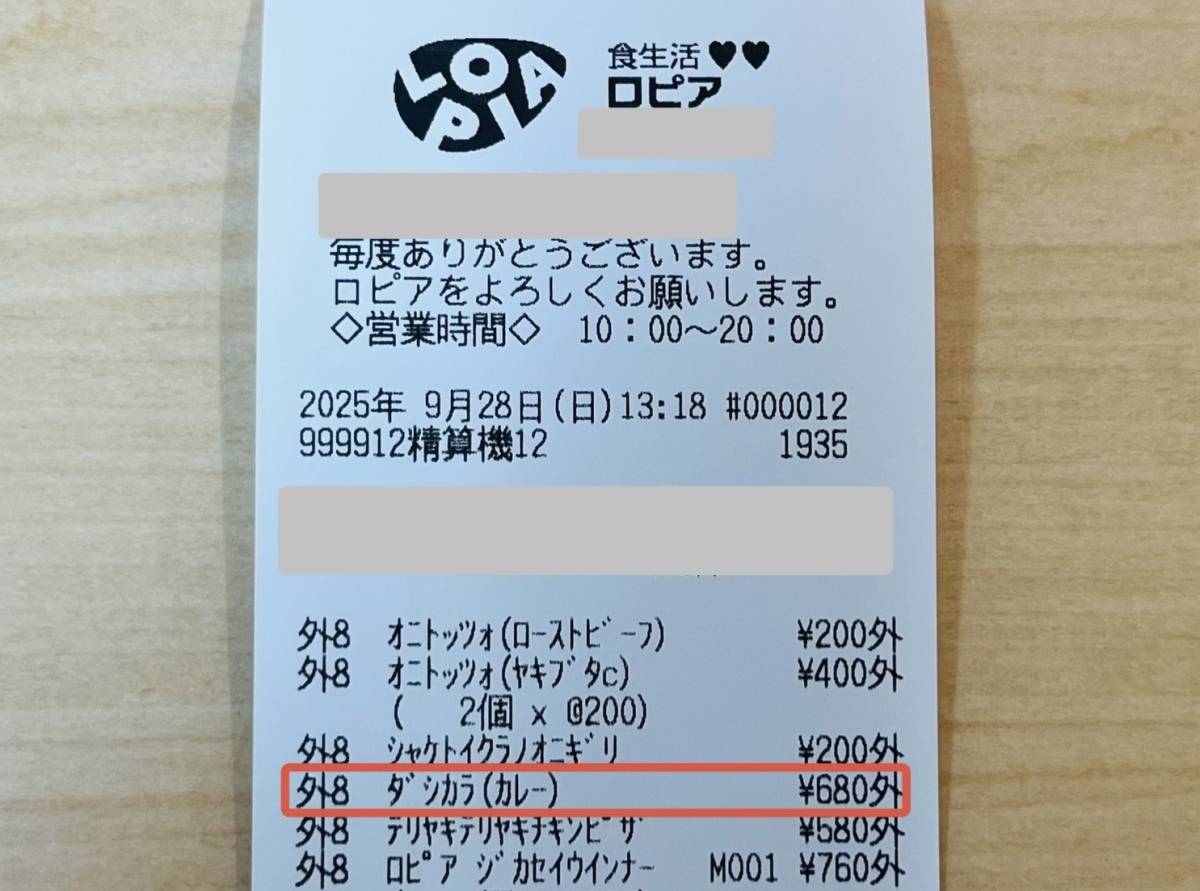 LOPIA
食生活♥♥
ロピア
毎度ありがとうございます。
ロピアをよろしくお願いします。
◇営業時間◇ 10：00〜20：00
2025年 9月28日(日)13:18 #000012
999912精算機12 1935
外8 ｵﾆﾄｯﾂｫ(ﾛｰｽﾄﾋﾞｰﾌ) ¥200外
外8 ｵﾆﾄｯﾂｫ(ﾔｷﾌﾞﾀc) ¥400外
( 2個 x @200)
外8 ｼｬｹﾄｲｸﾗﾉｵﾆｷﾞﾘ ¥200外
外8 ﾀﾞｼｶﾗ(ｶﾚｰ) ¥680外
外8 ﾃﾘﾔｷﾃﾘﾔｷﾁｷﾝﾋﾟｻﾞ ¥580外
外8 ﾛﾋﾟｱ ｼﾞｶｾｲｳｲﾝﾅｰ M001 ¥760外